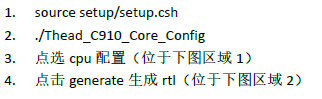 1. source setup/setup.csh
2. ./Thead_C910_Core_Config
3. 点选 cpu 配置（位于下图区域 1）
4. 点击 generate 生成 rtl（位于下图区域 2）